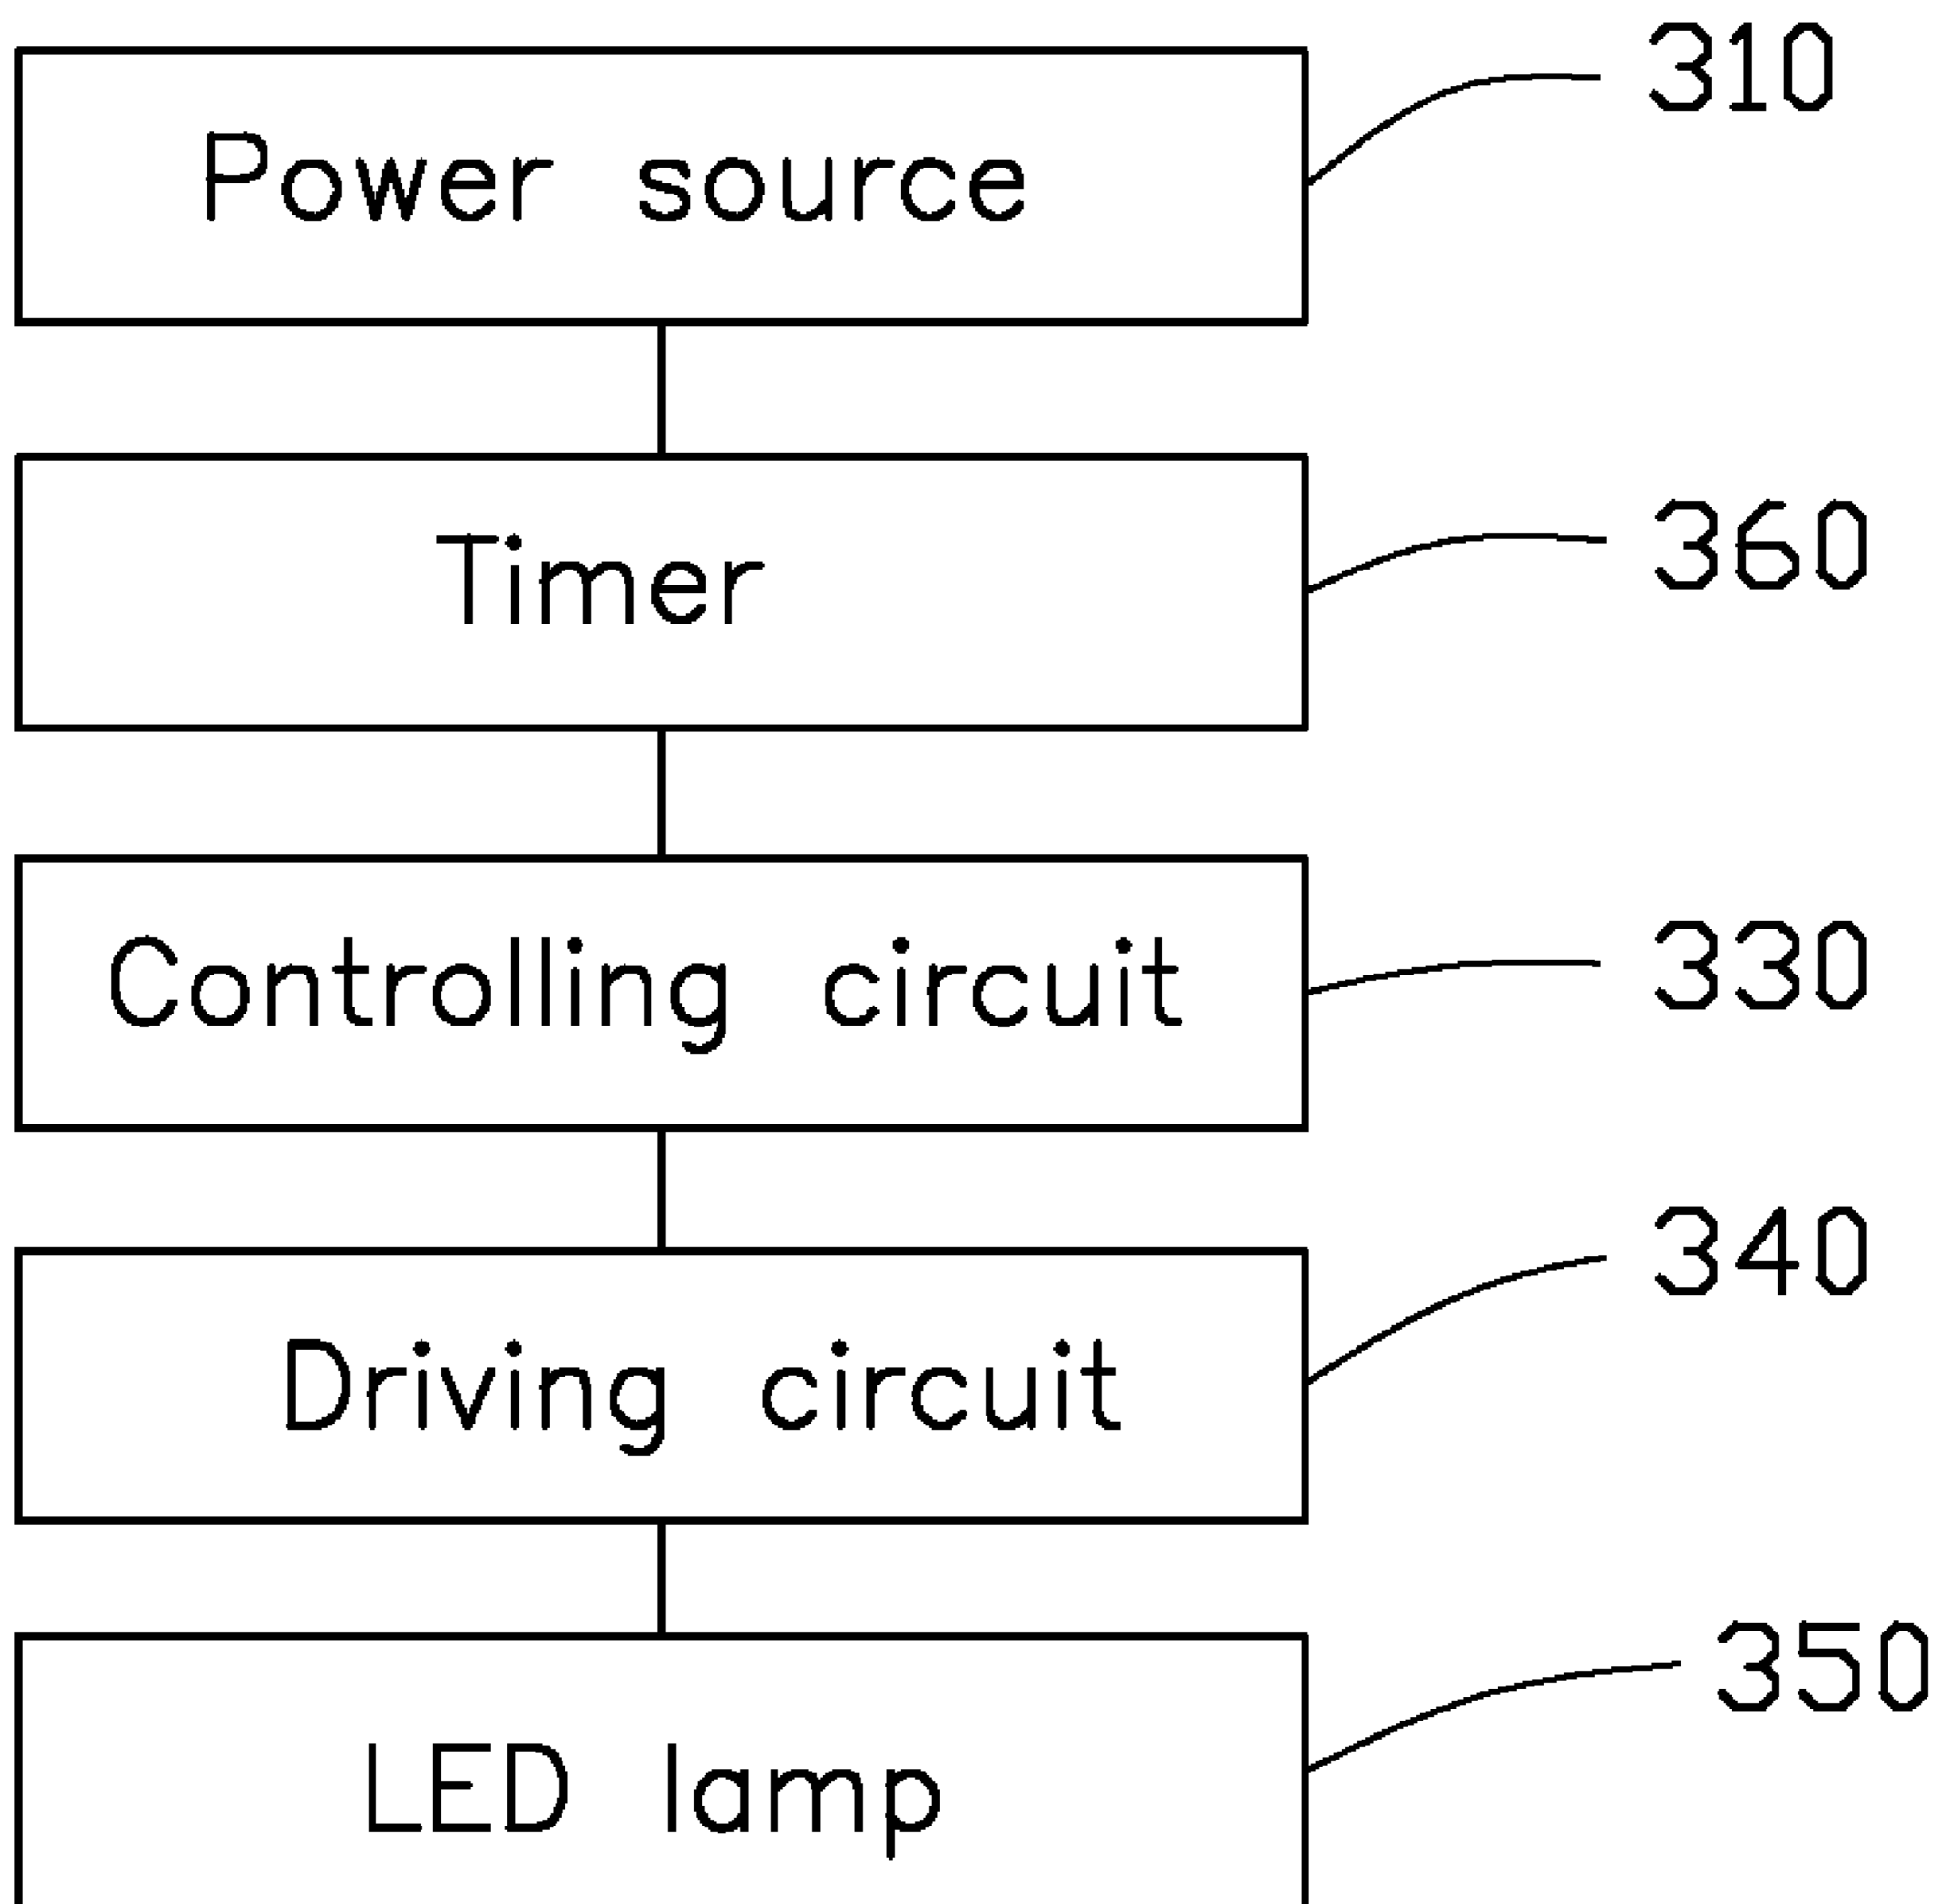 310
Power source
360
Timer
330
Controlling circuit
340
Driving circuit
350
LED lamp